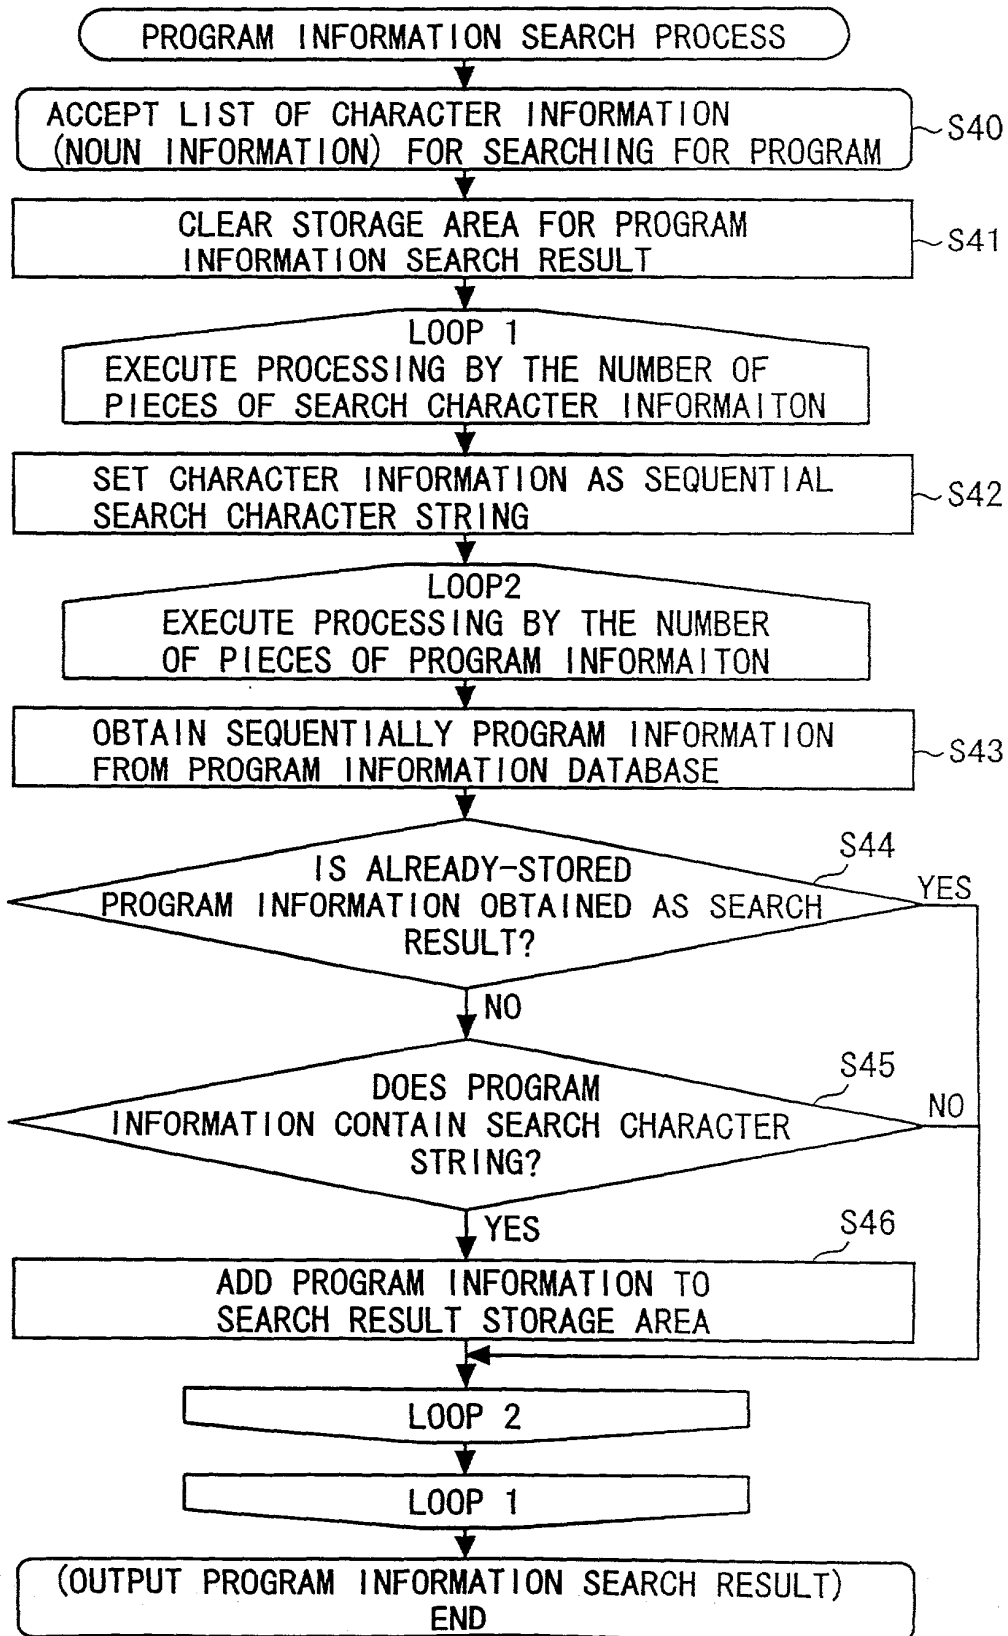 PROGRAM INFORMATION SEARCH PROCESS
ACCEPT LIST OF CHARACTER INFORMATION
(NOUN INFORMATION) FOR SEARCHING FOR PROGRAM
S40
CLEAR STORAGE AREA FOR PROGRAM
INFORMATION SEARCH RESULT
S41
LOOP 1
EXECUTE PROCESSING BY THE NUMBER OF
PIECES OF SEARCH CHARACTER INFORMAITON
SET CHARACTER INFORMATION AS SEQUENTIAL
SEARCH CHARACTER STRING
S42
LOOP2
EXECUTE PROCESSING BY THE NUMBER
OF PIECES OF PROGRAM INFORMAITON
OBTAIN SEQUENTIALLY PROGRAM INFORMATION
FROM PROGRAM INFORMATION DATABASE
S43
S44
IS ALREADY-STORED
PROGRAM INFORMATION OBTAINED AS SEARCH
RESULT?
YES
NO
S45
DOES PROGRAM
INFORMATION CONTAIN SEARCH CHARACTER
STRING?
NO
YES
S46
ADD PROGRAM INFORMATION TO
SEARCH RESULT STORAGE AREA
LOOP 2
LOOP 1
(OUTPUT PROGRAM INFORMATION SEARCH RESULT)
END